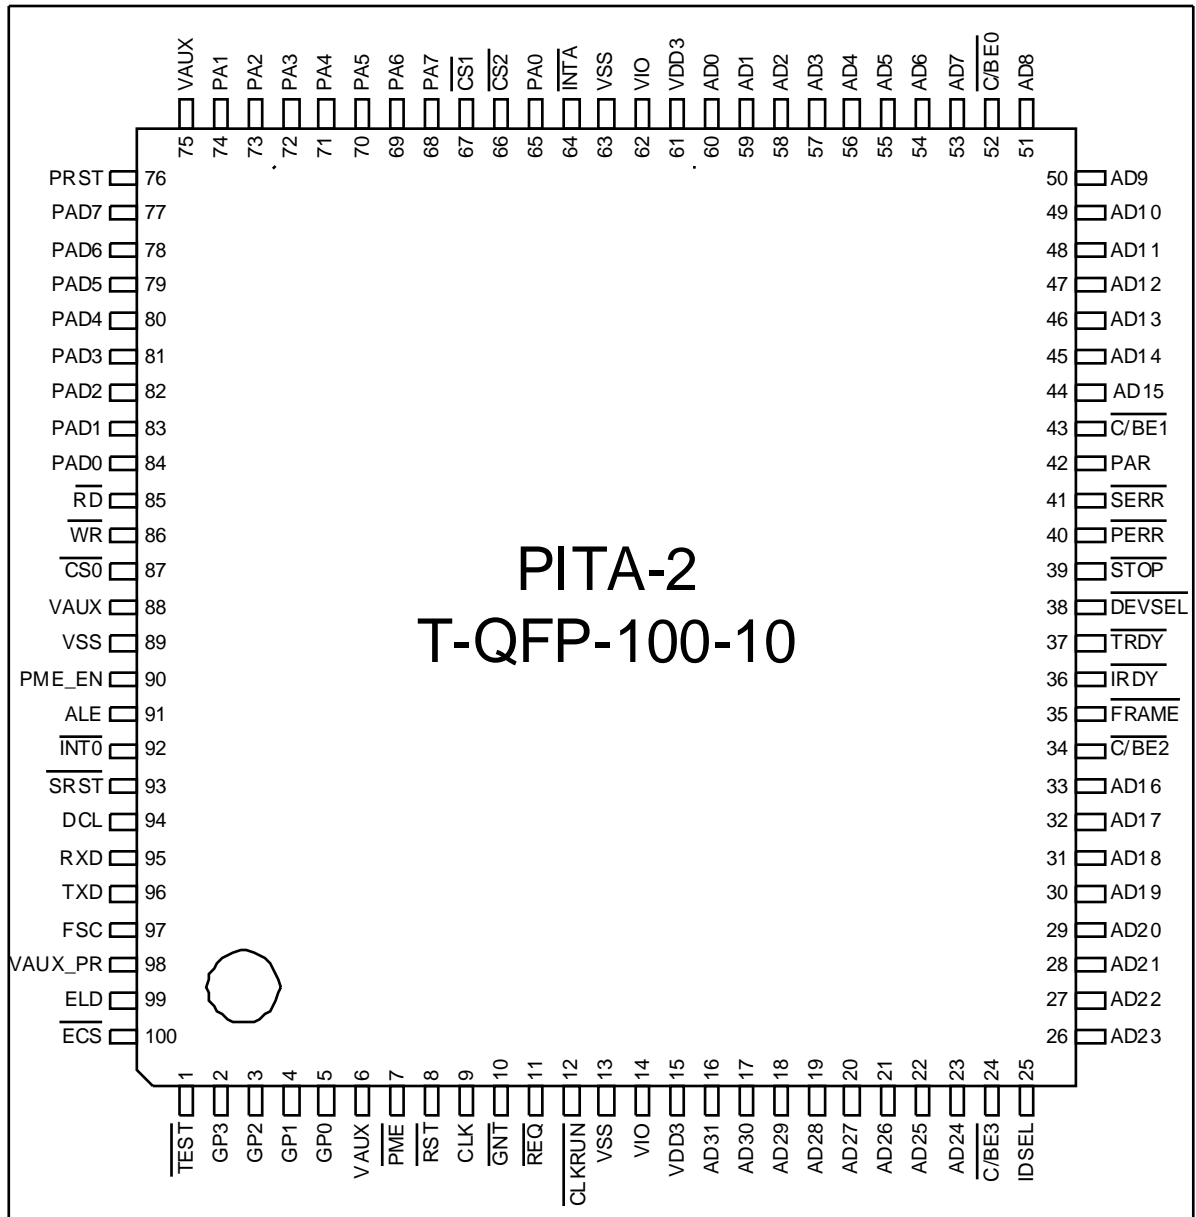 VAUX PA1 PA2 PA3 PA4 PA5 PA6 PA7 CS1 CS2 PA0 INTA VSS VIO VDD3 AD0 AD1 AD2 AD3 AD4 AD5 AD6 AD7 C/BE0 AD8
75 74 73 72 71 70 69 68 67 66 65 64 63 62 61 60 59 58 57 56 55 54 53 52 51
PRST 76 50 AD9
PAD7 77 49 AD10
PAD6 78 48 AD11
PAD5 79 47 AD12
PAD4 80 46 AD13
PAD3 81 45 AD14
PAD2 82 44 AD15
PAD1 83 43 C/BE1
PAD0 84 42 PAR
RD 85 41 SERR
WR 86 40 PERR
CS0 87 39 STOP
VAUX 88 38 DEVSEL
VSS 89 37 TRDY
PME_EN 90 36 IRDY
ALE 91 35 FRAME
INT0 92 34 C/BE2
SRST 93 33 AD16
DCL 94 32 AD17
RXD 95 31 AD18
TXD 96 30 AD19
FSC 97 29 AD20
VAUX_PR 98 28 AD21
ELD 99 27 AD22
ECS 100 26 AD23
PITA-2
T-QFP-100-10
1 2 3 4 5 6 7 8 9 10 11 12 13 14 15 16 17 18 19 20 21 22 23 24 25
TEST GP3 GP2 GP1 GP0 VAUX PME RST CLK GNT REQ CLKRUN VSS VIO VDD3 AD31 AD30 AD29 AD28 AD27 AD26 AD25 AD24 C/BE3 IDSEL